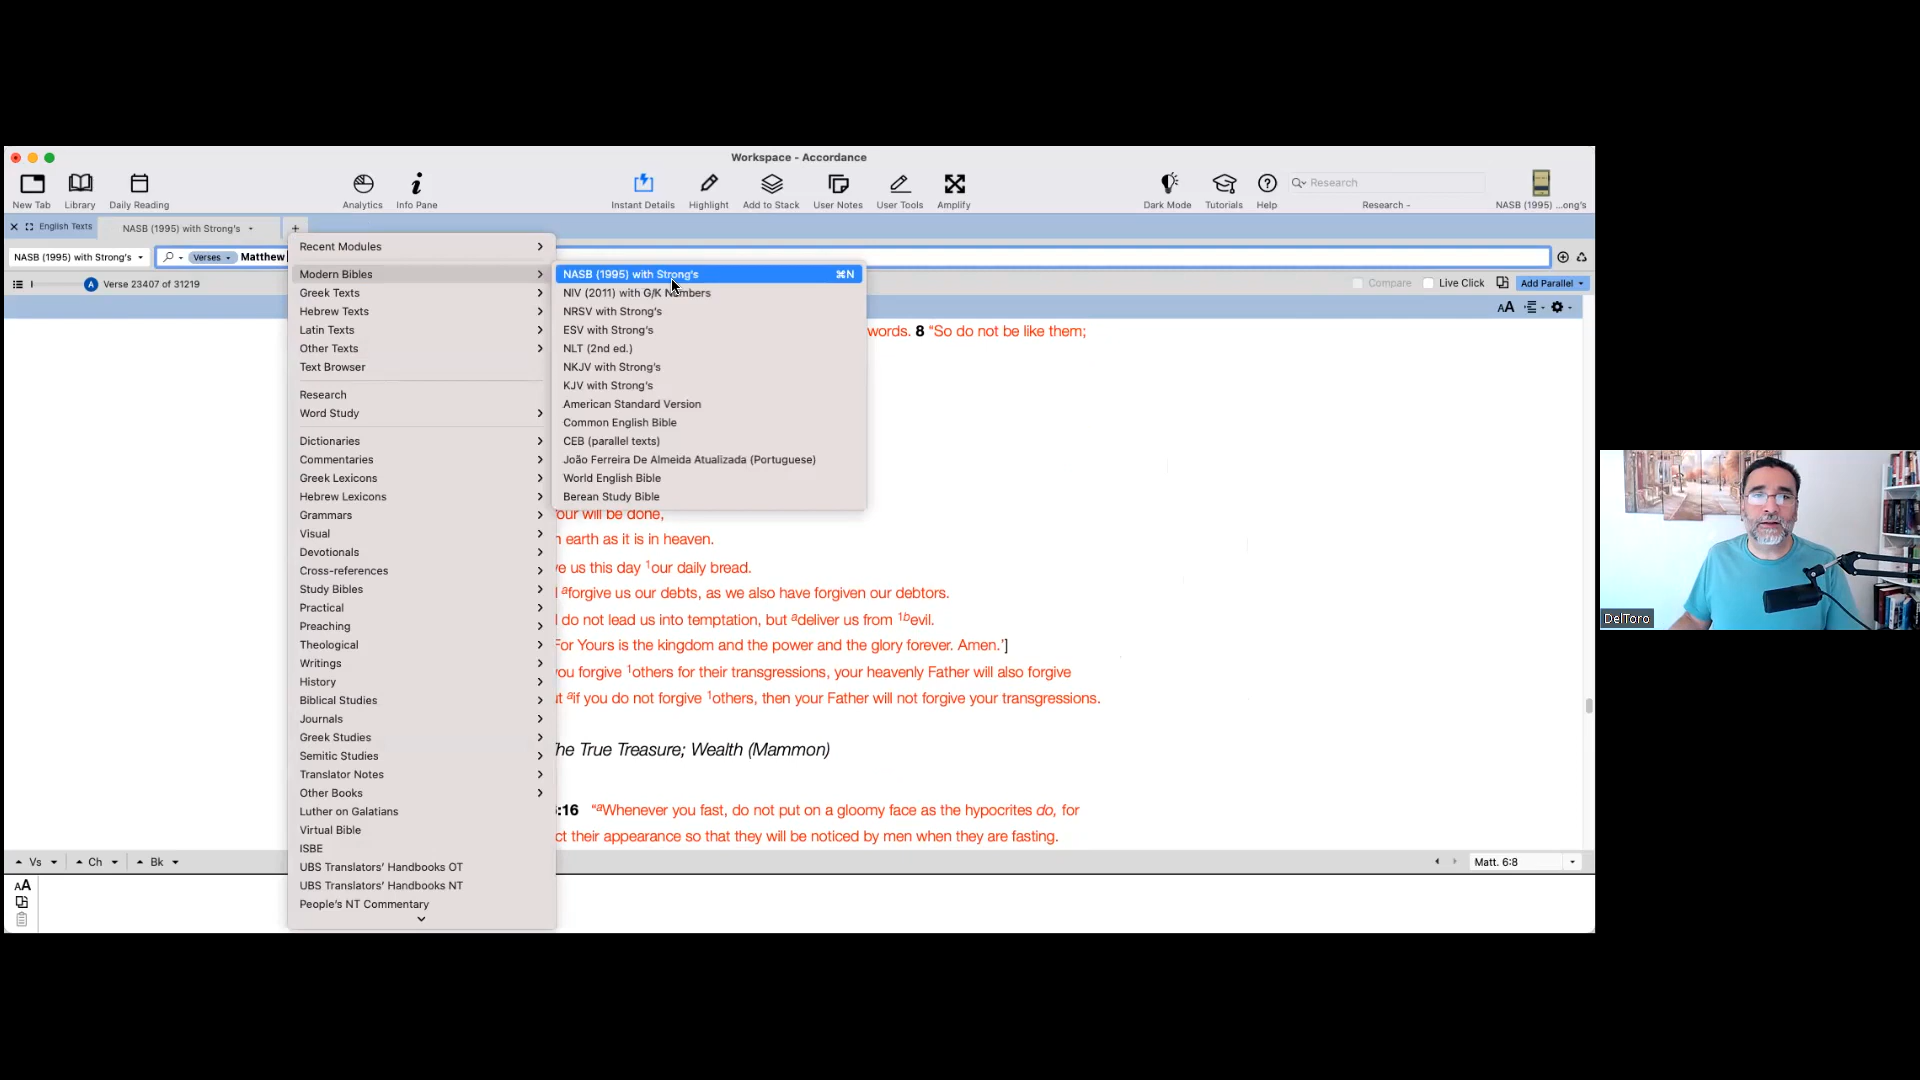 Workspace - Accordance
New Tab
Library
Daily Reading
Analytics
Info Pane
Instant Details
Highlight
Add to Stack
User Notes
User Tools
Amplify
Dark Mode
Tutorials
Help
Research
Research -
NASB (1995) ...ong's
English Texts
NASB (1995) with Strong's
+
NASB (1995) with Strong's
Verses
Matthew
Verse 23407 of 31219
Compare
Live Click
Add Parallel
AA
Recent Modules
Modern Bibles
Greek Texts
Hebrew Texts
Latin Texts
Other Texts
Text Browser
Research
Word Study
Dictionaries
Commentaries
Greek Lexicons
Hebrew Lexicons
Grammars
Visual
Devotionals
Cross-references
Study Bibles
Practical
Preaching
Theological
Writings
History
Biblical Studies
Journals
Greek Studies
Semitic Studies
Translator Notes
Other Books
Luther on Galatians
Virtual Bible
ISBE
UBS Translators' Handbooks OT
UBS Translators' Handbooks NT
People's NT Commentary
NASB (1995) with Strong's ⌘N
NIV (2011) with G/K Numbers
NRSV with Strong's
ESV with Strong's
NLT (2nd ed.)
NKJV with Strong's
KJV with Strong's
American Standard Version
Common English Bible
CEB (parallel texts)
João Ferreira De Almeida Atualizada (Portuguese)
World English Bible
Berean Study Bible
words. 8 "So do not be like them;
our will be done,
earth as it is in heaven.
e us this day 1our daily bread.
aforgive us our debts, as we also have forgiven our debtors.
do not lead us into temptation, but adeliver us from 1bevil.
For Yours is the kingdom and the power and the glory forever. Amen.']
ou forgive 1others for their transgressions, your heavenly Father will also forgive
t aif you do not forgive 1others, then your Father will not forgive your transgressions.
he True Treasure; Wealth (Mammon)
:16 "aWhenever you fast, do not put on a gloomy face as the hypocrites do, for
ct their appearance so that they will be noticed by men when they are fasting.
Vs
Ch
Bk
Matt. 6:8
AA
DelToro